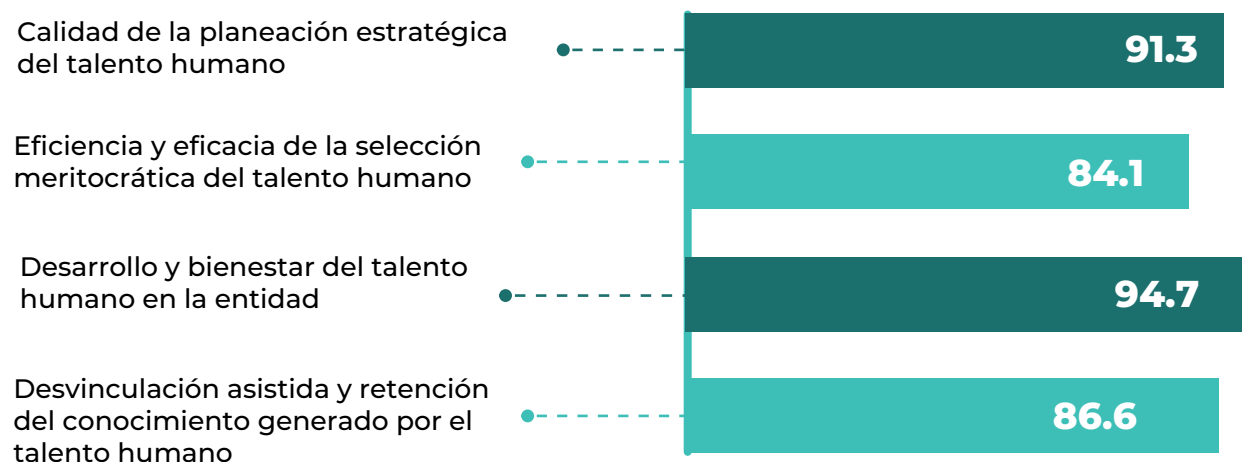 Calidad de la planeación estratégica
del talento humano
91.3
Eficiencia y eficacia de la selección
meritocrática del talento humano
84.1
Desarrollo y bienestar del talento
humano en la entidad
94.7
Desvinculación asistida y retención
del conocimiento generado por el
talento humano
86.6